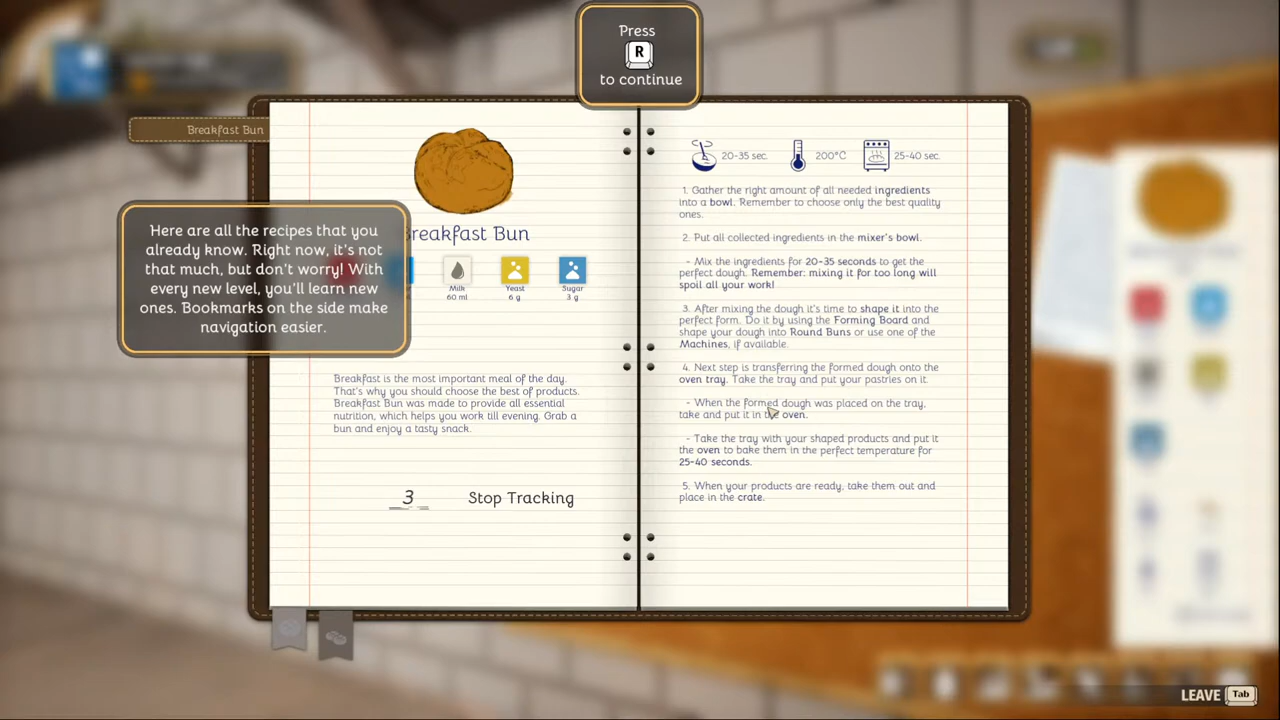 Press
R
to continue
Breakfast Bun
Here are all the recipes that you
already know. Right now, it's not
that much, but don't worry! With
every new level, you'll learn new
ones. Bookmarks on the side make
navigation easier.
Breakfast Bun
Milk
60 ml
Yeast
6 g
Sugar
3 g
Breakfast is the most important meal of the day.
That's why you should choose the best of products.
Breakfast Bun was made to provide all essential
nutrition, which helps you work till evening. Grab a
bun and enjoy a tasty snack.
3 Stop Tracking
20-35 sec. 200°C 25-40 sec.
1. Gather the right amount of all needed ingredients
into a bowl. Remember to choose only the best quality
ones.
2. Put all collected ingredients in the mixer's bowl.
- Mix the ingredients for 20-35 seconds to get the
perfect dough. Remember: mixing it for too long will
spoil all your work!
3. After mixing the dough it's time to shape it into the
perfect form. Do it by using the Forming Board and
shape your dough into Round Buns or use one of the
Machines, if available.
4. Next step is transferring the formed dough onto the
oven tray. Take the tray and put your pastries on it.
- When the formed dough was placed on the tray,
take and put it in the oven.
- Take the tray with your shaped products and put it
the oven to bake them in the perfect temperature for
25-40 seconds.
5. When your products are ready, take them out and
place in the crate.
LEAVE Tab